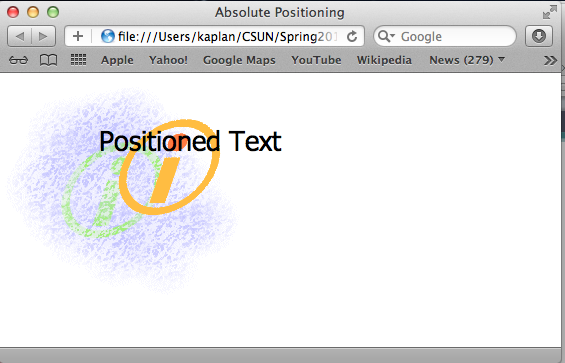 Absolute Positioning
file:///Users/kaplan/CSUN/Spring201 Google
Apple Yahoo! Google Maps YouTube Wikipedia News (279)
Positioned Text
i
i